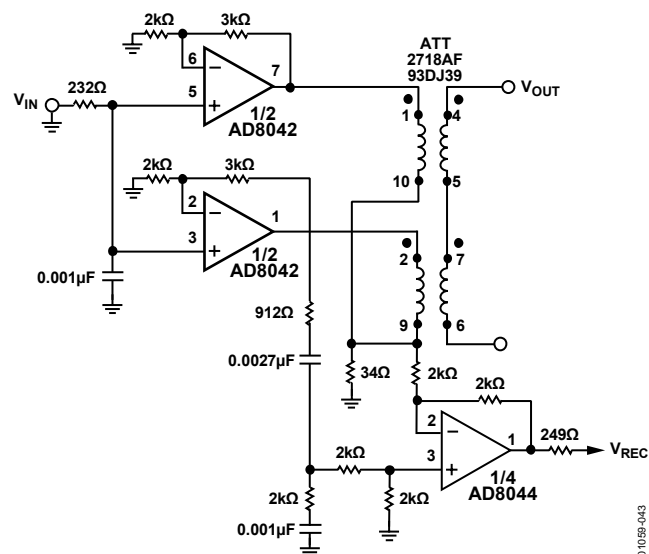 2kΩ
3kΩ
6
7
5
1/2
AD8042
232Ω
VIN
ATT
2718AF
93DJ39
1
4
VOUT
10
5
2kΩ
3kΩ
2
1
3
1/2
AD8042
0.001µF
2
7
9
6
912Ω
0.0027µF
34Ω
2kΩ
2kΩ
2
1
3
249Ω
VREC
1/4
AD8044
2kΩ
2kΩ
2kΩ
0.001µF
01059-043